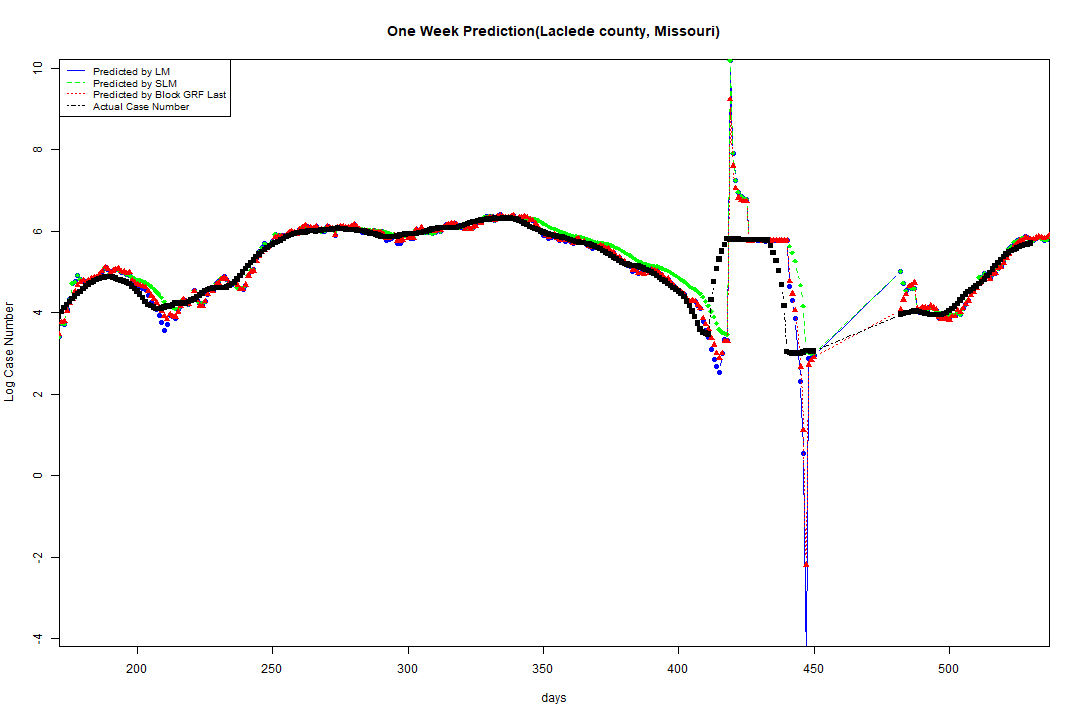 One Week Prediction(Laclede county, Missouri)
Predicted by LM
Predicted by SLM
Predicted by Block GRF Last
Actual Case Number
Log Case Number
10
8
6
4
2
0
-2
-4
200
250
300
350
400
450
500
days